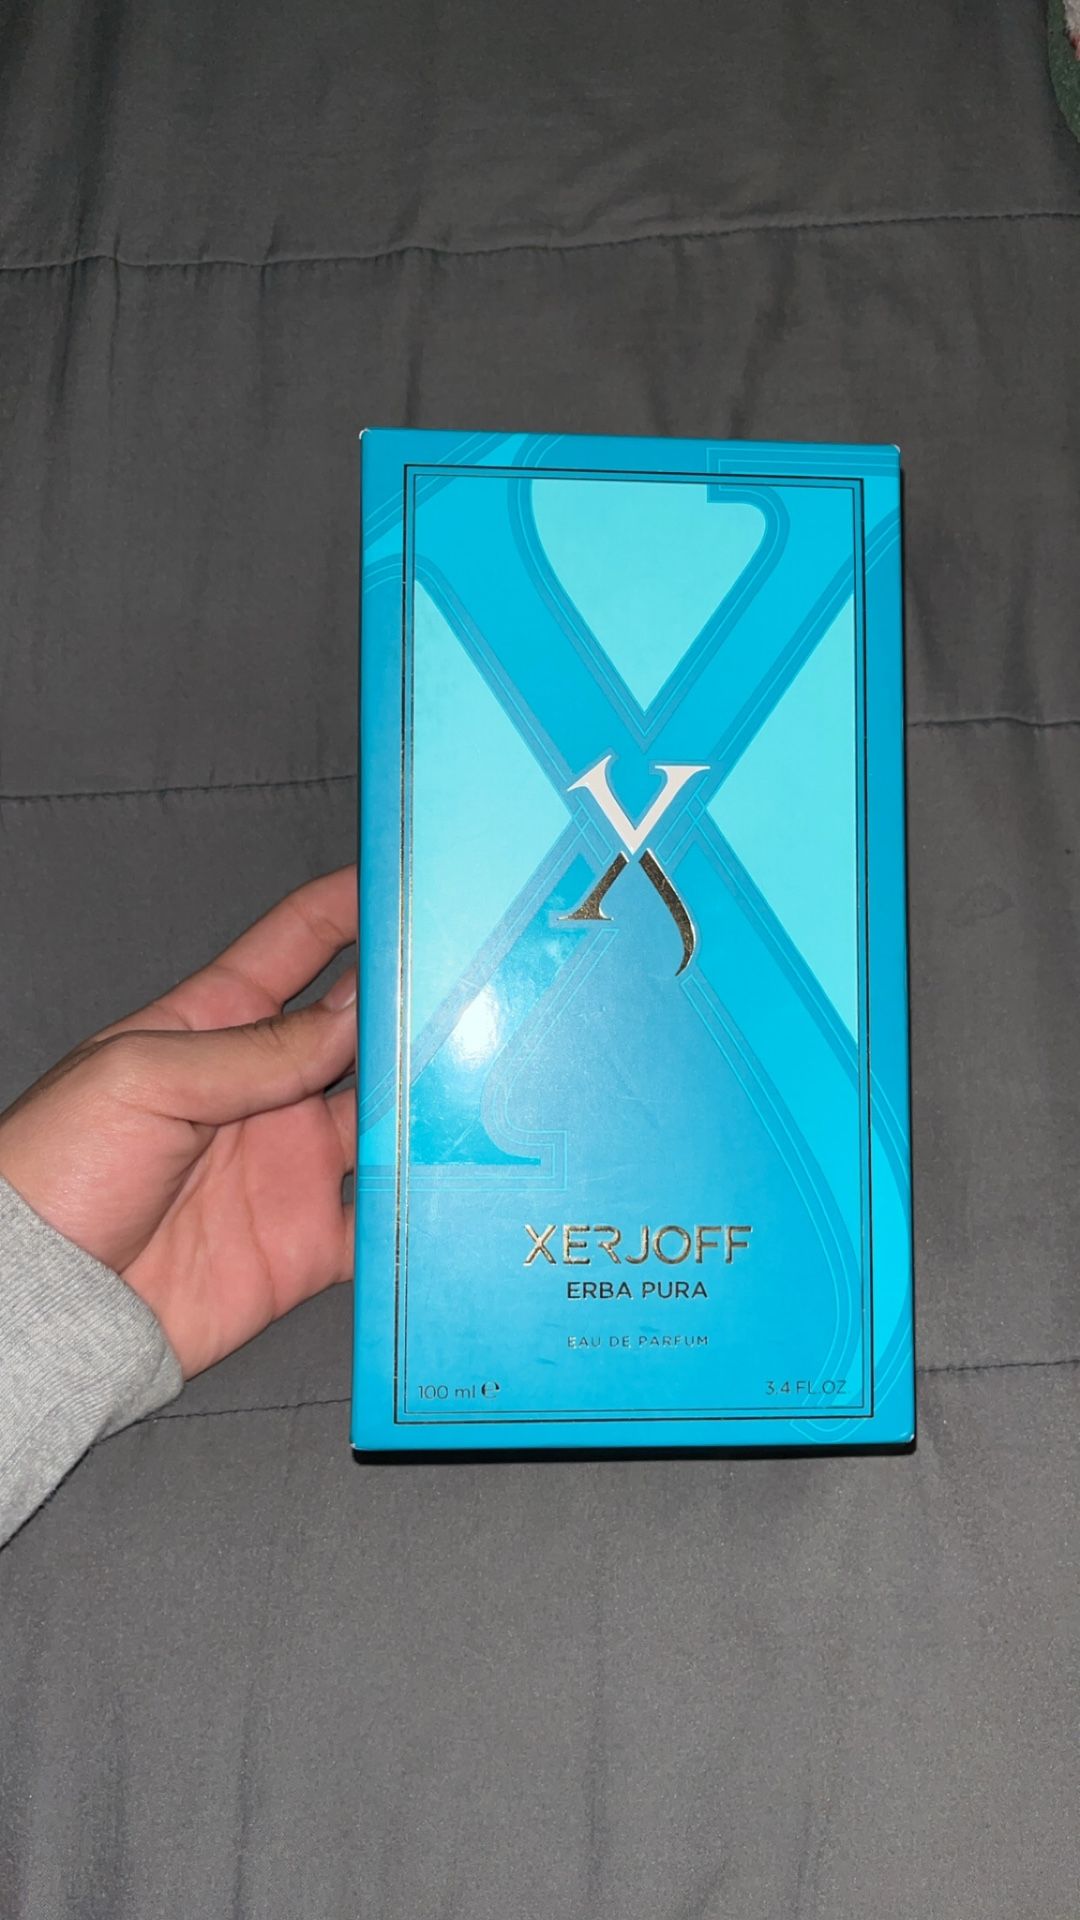 X
XERJOFF
ERBA PURA
EAU DE PARFUM
100 ml ℮
3.4 FL.OZ